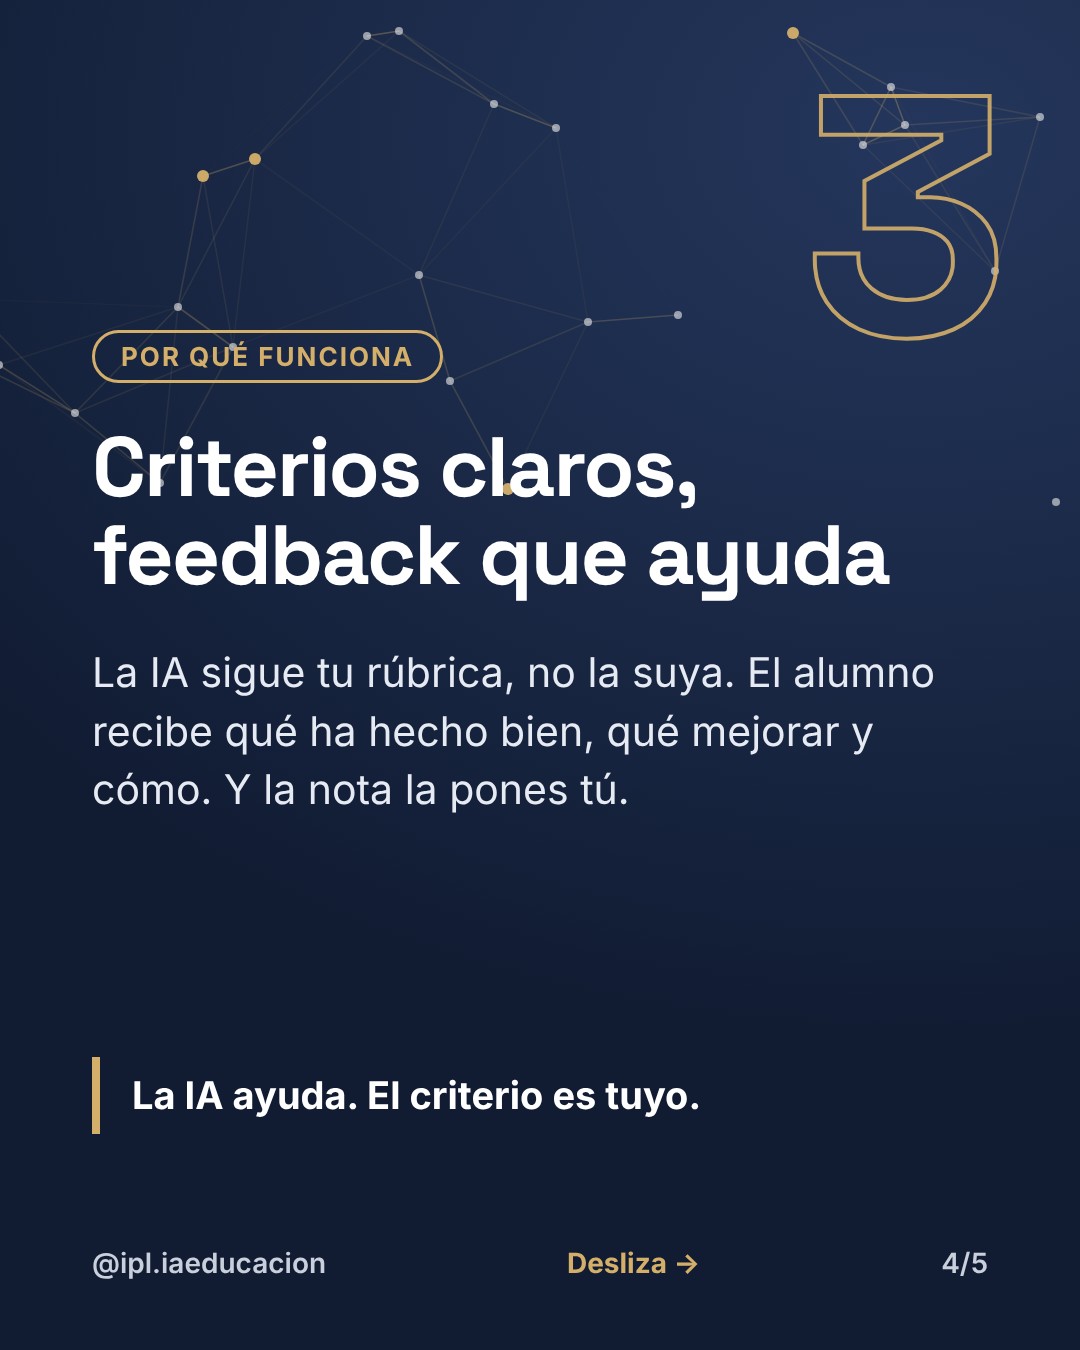 3
POR QUÉ FUNCIONA
Criterios claros,
feedback que ayuda
La IA sigue tu rúbrica, no la suya. El alumno
recibe qué ha hecho bien, qué mejorar y
cómo. Y la nota la pones tú.
La IA ayuda. El criterio es tuyo.
@ipl.iaeducacion
Desliza →
4/5